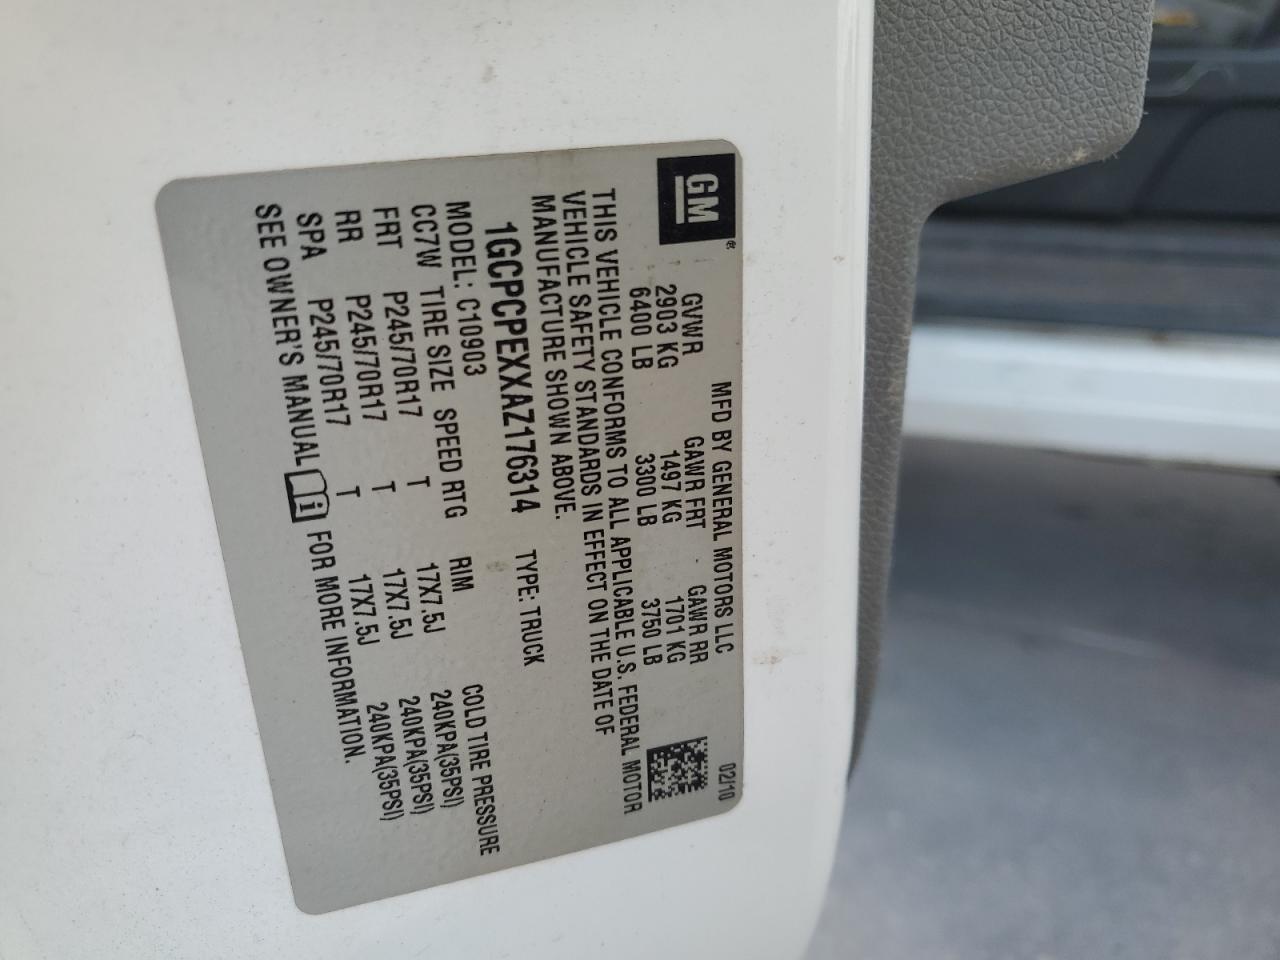 GM®
MFD BY GENERAL MOTORS LLC 02/10
GVWR GAWR FRT GAWR RR
2903 KG 1497 KG 1701 KG
6400 LB 3300 LB 3750 LB
THIS VEHICLE CONFORMS TO ALL APPLICABLE U.S. FEDERAL MOTOR
VEHICLE SAFETY STANDARDS IN EFFECT ON THE DATE OF
MANUFACTURE SHOWN ABOVE.
1GCPCPEXXAZ176314 TYPE: TRUCK
MODEL: C10903
CC7W TIRE SIZE SPEED RTG RIM COLD TIRE PRESSURE
FRT P245/70R17 T 17X7.5J 240KPA(35PSI)
RR P245/70R17 T 17X7.5J 240KPA(35PSI)
SPA P245/70R17 T 17X7.5J 240KPA(35PSI)
SEE OWNER'S MANUAL i FOR MORE INFORMATION.